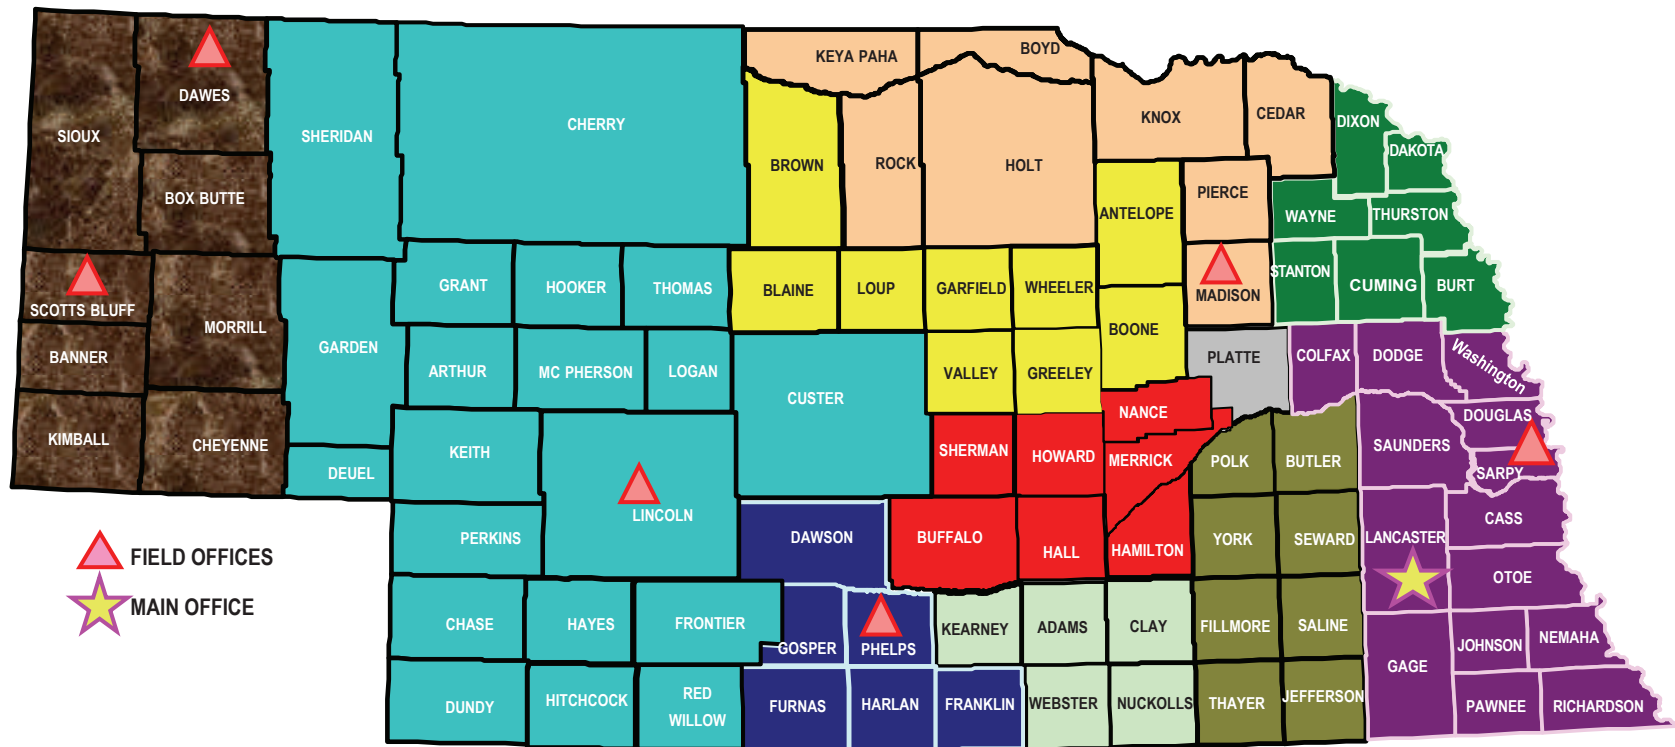 KEYA PAHA
BOYD
DAWES
SIOUX
SHERIDAN
CHERRY
KNOX
CEDAR
DIXON
DAKOTA
BROWN
ROCK
HOLT
BOX BUTTE
PIERCE
ANTELOPE
WAYNE
THURSTON
SCOTTS BLUFF
MORRILL
GRANT
HOOKER
THOMAS
BLAINE
LOUP
GARFIELD
WHEELER
MADISON
STANTON
CUMING
BURT
BANNER
GARDEN
ARTHUR
MC PHERSON
LOGAN
CUSTER
VALLEY
GREELEY
BOONE
PLATTE
COLFAX
DODGE
Washington
KIMBALL
CHEYENNE
DEUEL
KEITH
LINCOLN
SHERMAN
HOWARD
NANCE
MERRICK
POLK
BUTLER
SAUNDERS
DOUGLAS
SARPY
PERKINS
DAWSON
BUFFALO
HALL
HAMILTON
YORK
SEWARD
LANCASTER
CASS
OTOE
FIELD OFFICES
MAIN OFFICE
CHASE
HAYES
FRONTIER
GOSPER
PHELPS
KEARNEY
ADAMS
CLAY
FILLMORE
SALINE
GAGE
JOHNSON
NEMAHA
DUNDY
HITCHCOCK
RED
WILLOW
FURNAS
HARLAN
FRANKLIN
WEBSTER
NUCKOLLS
THAYER
JEFFERSON
PAWNEE
RICHARDSON